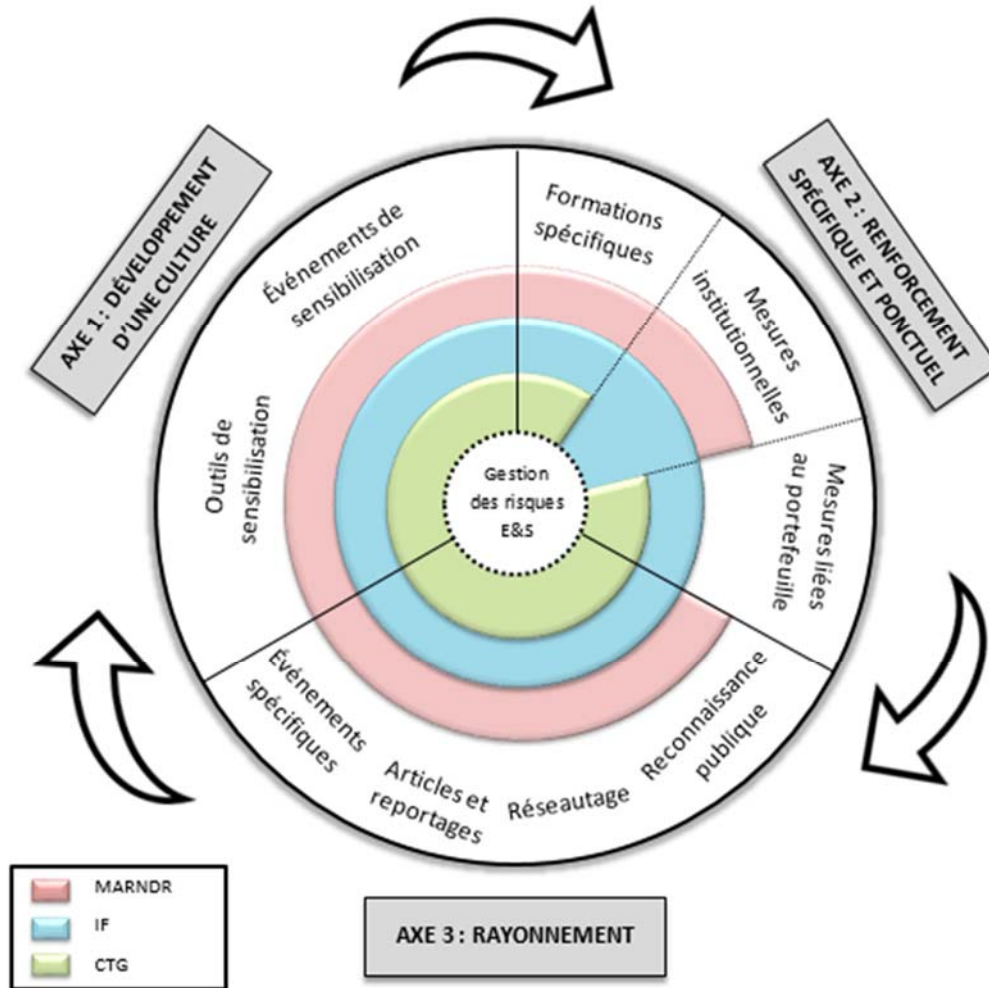 AXE 1 : DÉVELOPPEMENT
D'UNE CULTURE
AXE 2 : RENFORCEMENT
SPÉCIFIQUE ET PONCTUEL
Événements de
sensibilisation
Outils de
sensibilisation
Formations
spécifiques
Mesures
institutionnelles
Mesures liées
au portefeuille
Gestion
des risques
E&S
Événements
spécifiques
Articles et
reportages
Réseautage
Reconnaissance
publique
MARNDR
IF
CTG
AXE 3 : RAYONNEMENT